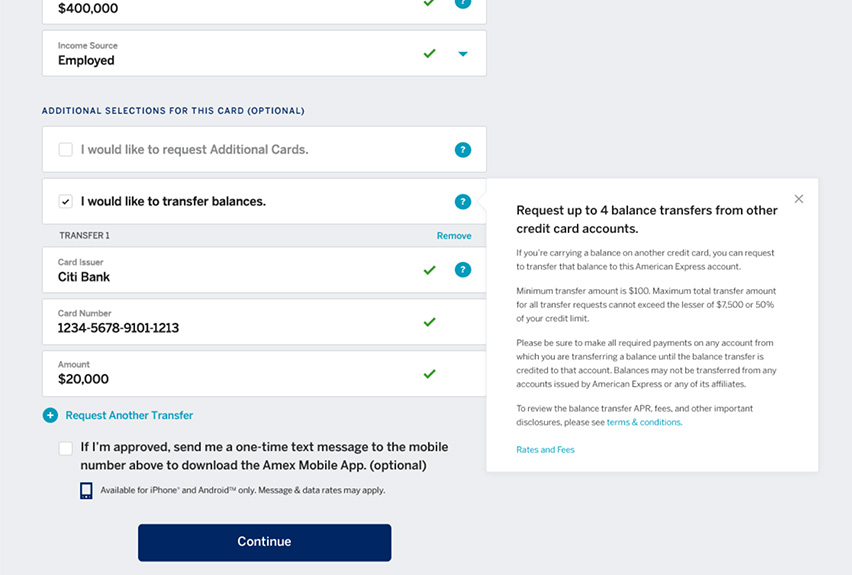 $400,000
?
Income Source
Employed
ADDITIONAL SELECTIONS FOR THIS CARD (OPTIONAL)
I would like to request Additional Cards.
?
I would like to transfer balances.
?
TRANSFER 1
Remove
Card Issuer
Citi Bank
?
Card Number
1234-5678-9101-1213
Amount
$20,000
Request Another Transfer
If I'm approved, send me a one-time text message to the mobile
number above to download the Amex Mobile App. (optional)
Available for iPhone® and Android™ only. Message & data rates may apply.
Continue
Request up to 4 balance transfers from other
credit card accounts.
If you're carrying a balance on another credit card, you can request
to transfer that balance to this American Express account.
Minimum transfer amount is $100. Maximum total transfer amount
for all transfer requests cannot exceed the lesser of $7,500 or 50%
of your credit limit.
Please be sure to make all required payments on any account from
which you are transferring a balance until the balance transfer is
credited to that account. Balances may not be transferred from any
accounts issued by American Express or any of its affiliates.
To review the balance transfer APR, fees, and other important
disclosures, please see terms & conditions.
Rates and Fees